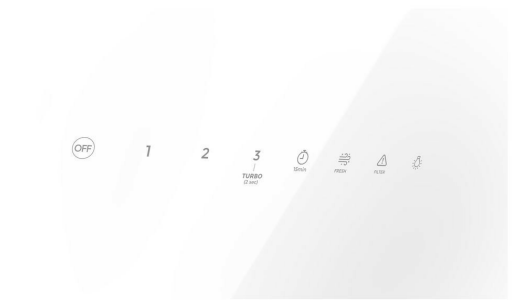 OFF
1
2
3
TURBO
(2 sec)
15min
FRESH
FILTER